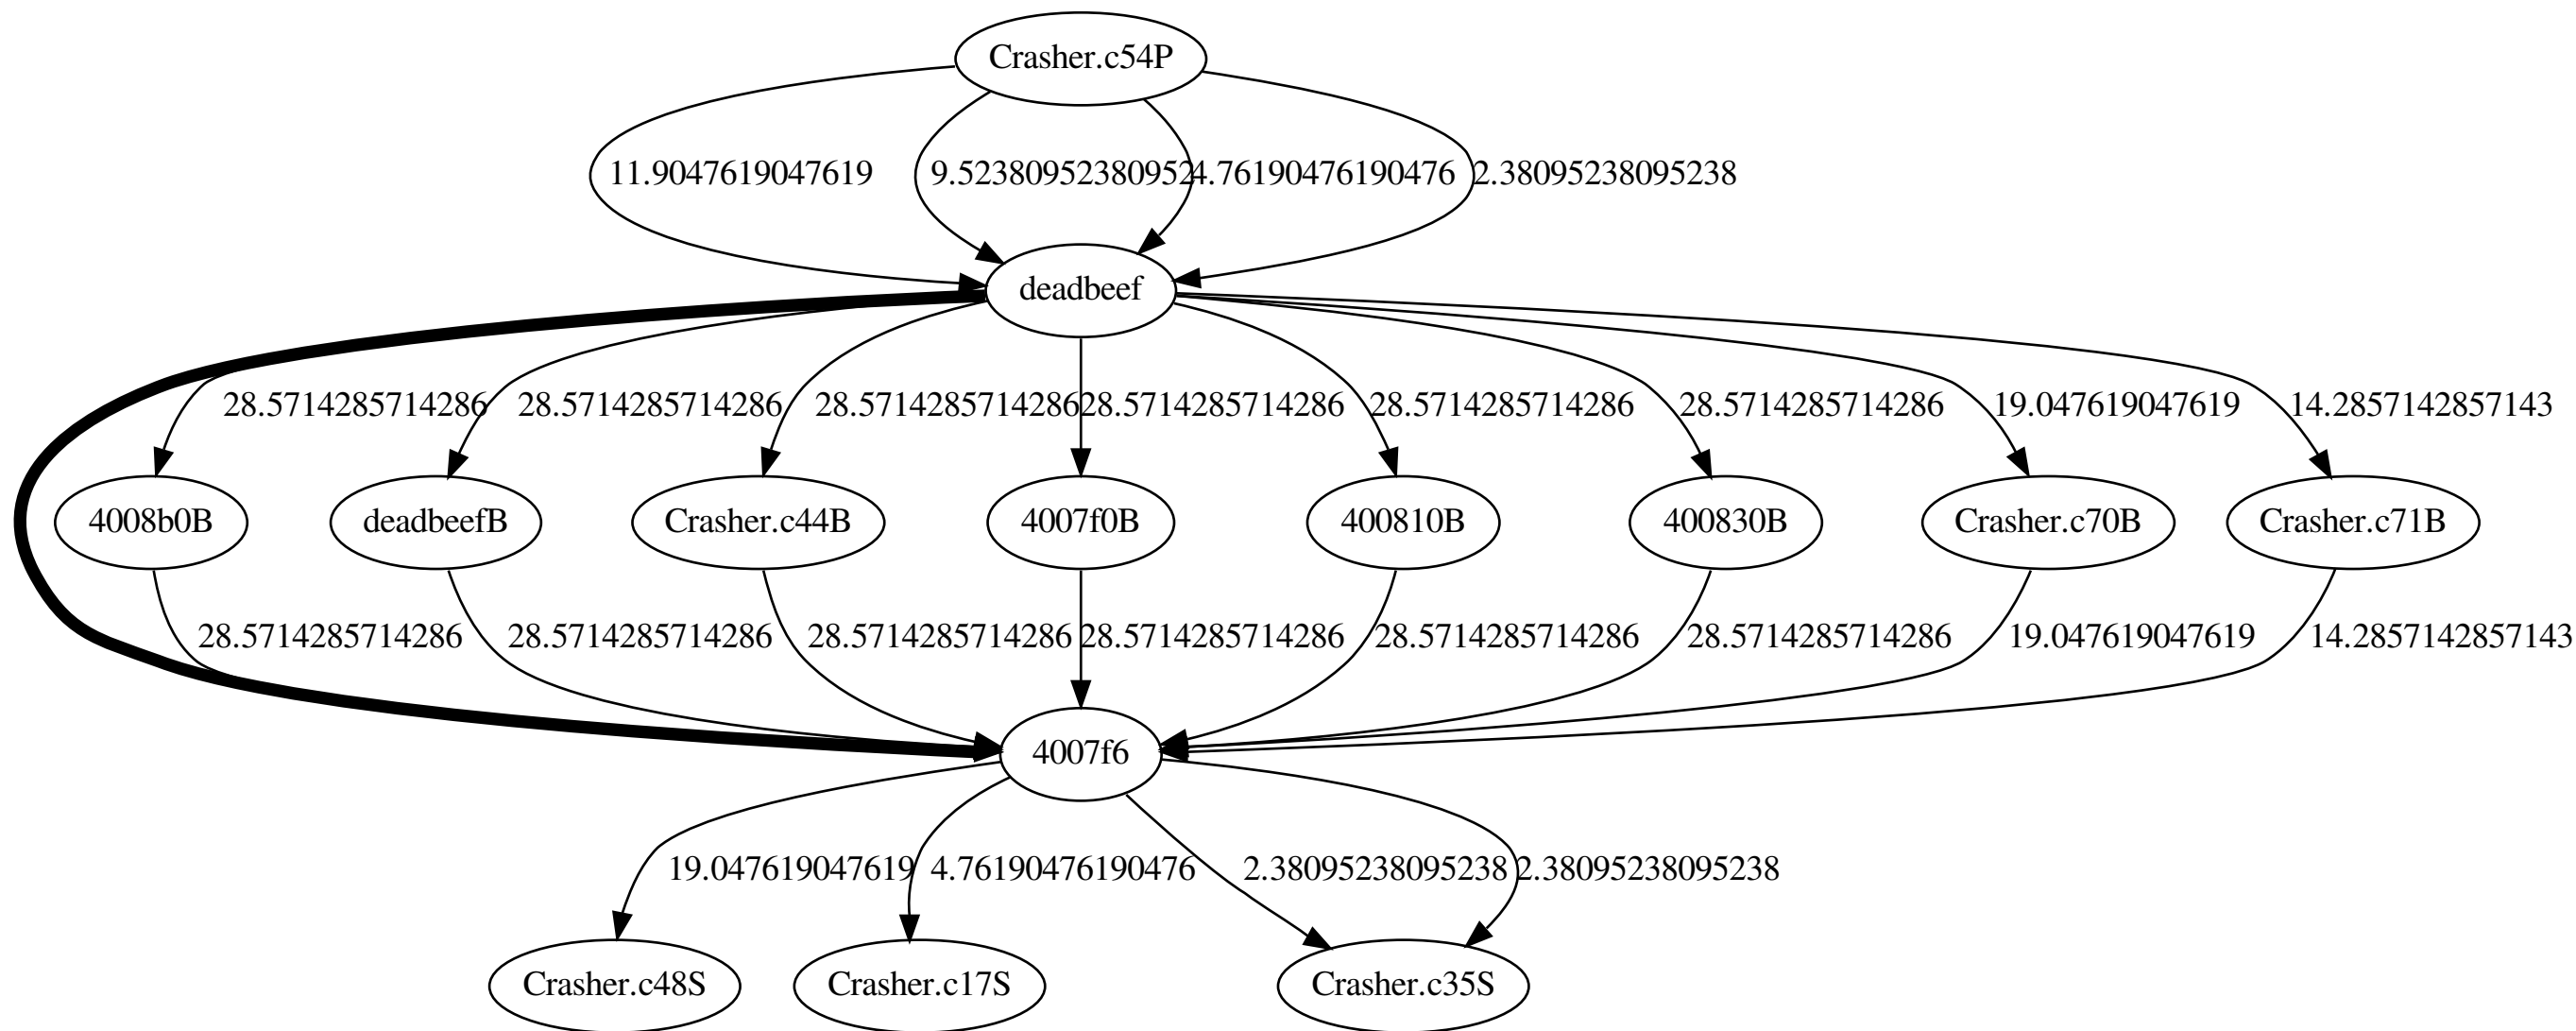 Crasher.c54P
11.9047619047619
9.52380952380952
4.76190476190476
2.38095238095238
deadbeef
28.5714285714286
28.5714285714286
28.5714285714286
28.5714285714286
28.5714285714286
28.5714285714286
19.047619047619
14.2857142857143
4008b0B
deadbeefB
Crasher.c44B
4007f0B
400810B
400830B
Crasher.c70B
Crasher.c71B
28.5714285714286
28.5714285714286
28.5714285714286
28.5714285714286
28.5714285714286
28.5714285714286
19.047619047619
14.2857142857143
4007f6
19.047619047619
4.76190476190476
2.38095238095238
2.38095238095238
Crasher.c48S
Crasher.c17S
Crasher.c35S